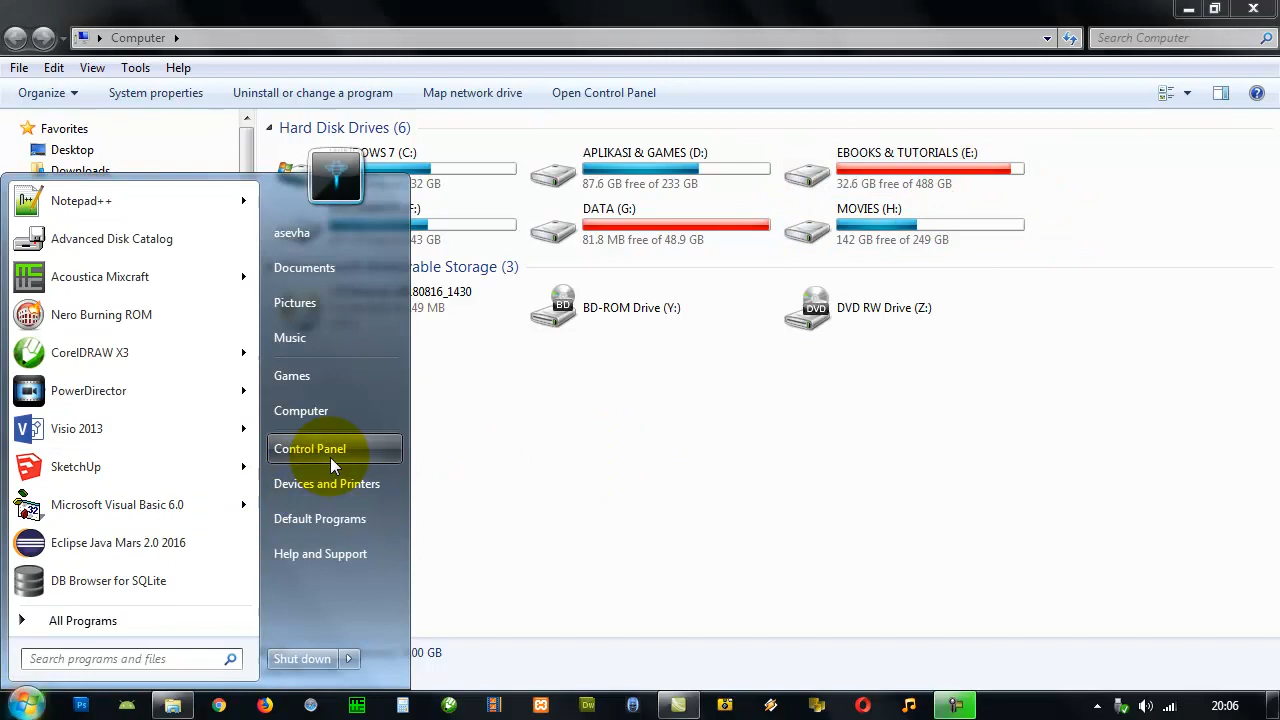 Computer
Search Computer
File Edit View Tools Help
Organize System properties Uninstall or change a program Map network drive Open Control Panel
Favorites
Desktop
Downloads
Hard Disk Drives (6)
OWS 7 (C:)
32 GB
APLIKASI & GAMES (D:)
87.6 GB free of 233 GB
EBOOKS & TUTORIALS (E:)
32.6 GB free of 488 GB
F:)
43 GB
DATA (G:)
81.8 MB free of 48.9 GB
MOVIES (H:)
142 GB free of 249 GB
ovable Storage (3)
.80816_1430
49 MB
BD
BD-ROM Drive (Y:)
DVD
DVD RW Drive (Z:)
Notepad++
Advanced Disk Catalog
Acoustica Mixcraft
Nero Burning ROM
CorelDRAW X3
PowerDirector
Visio 2013
SketchUp
Microsoft Visual Basic 6.0
Eclipse Java Mars 2.0 2016
DB Browser for SQLite
All Programs
Search programs and files
asevha
Documents
Pictures
Music
Games
Computer
Control Panel
Devices and Printers
Default Programs
Help and Support
Shut down
00 GB
Ps
Dw
20:06